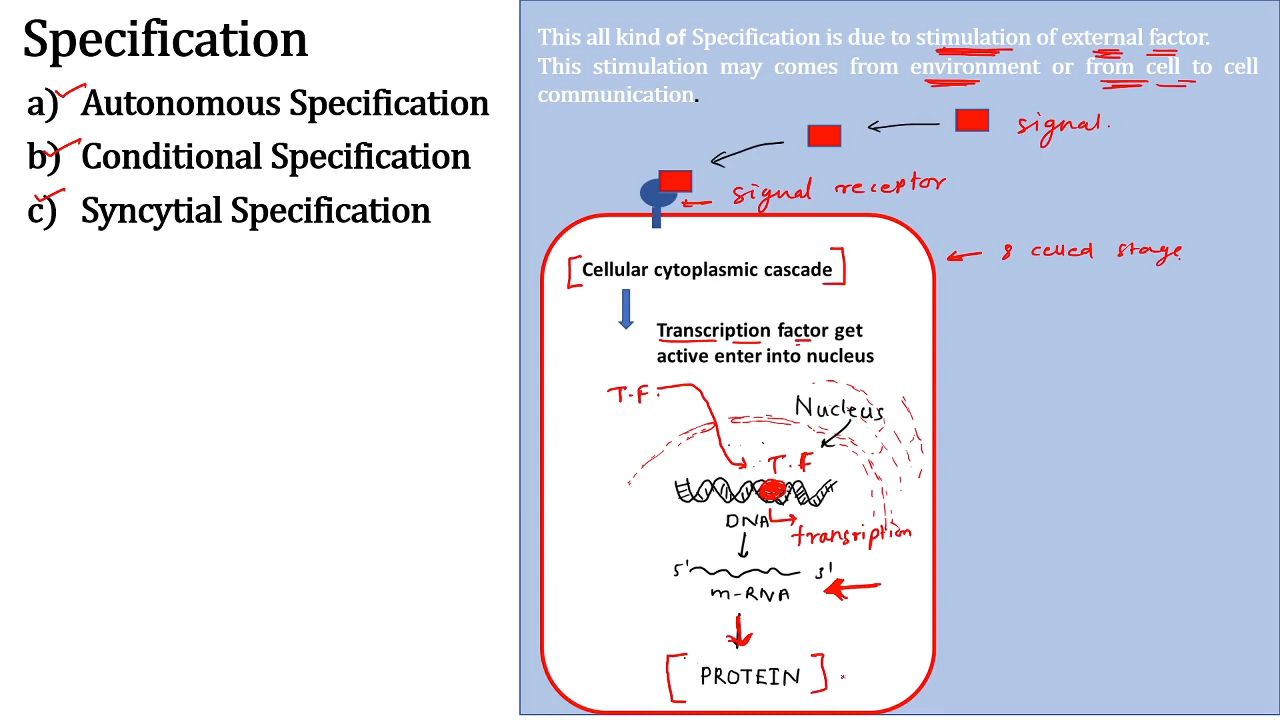 Specification
a) Autonomous Specification
b) Conditional Specification
c) Syncytial Specification
This all kind of Specification is due to stimulation of external factor.
This stimulation may comes from environment or from cell to cell
communication.
signal.
signal receptor
8 celled stage
Cellular cytoplasmic cascade
Transcription factor get
active enter into nucleus
T.F.
Nucleus
T.F
DNA
transription
5' 3'
m-RNA
PROTEIN